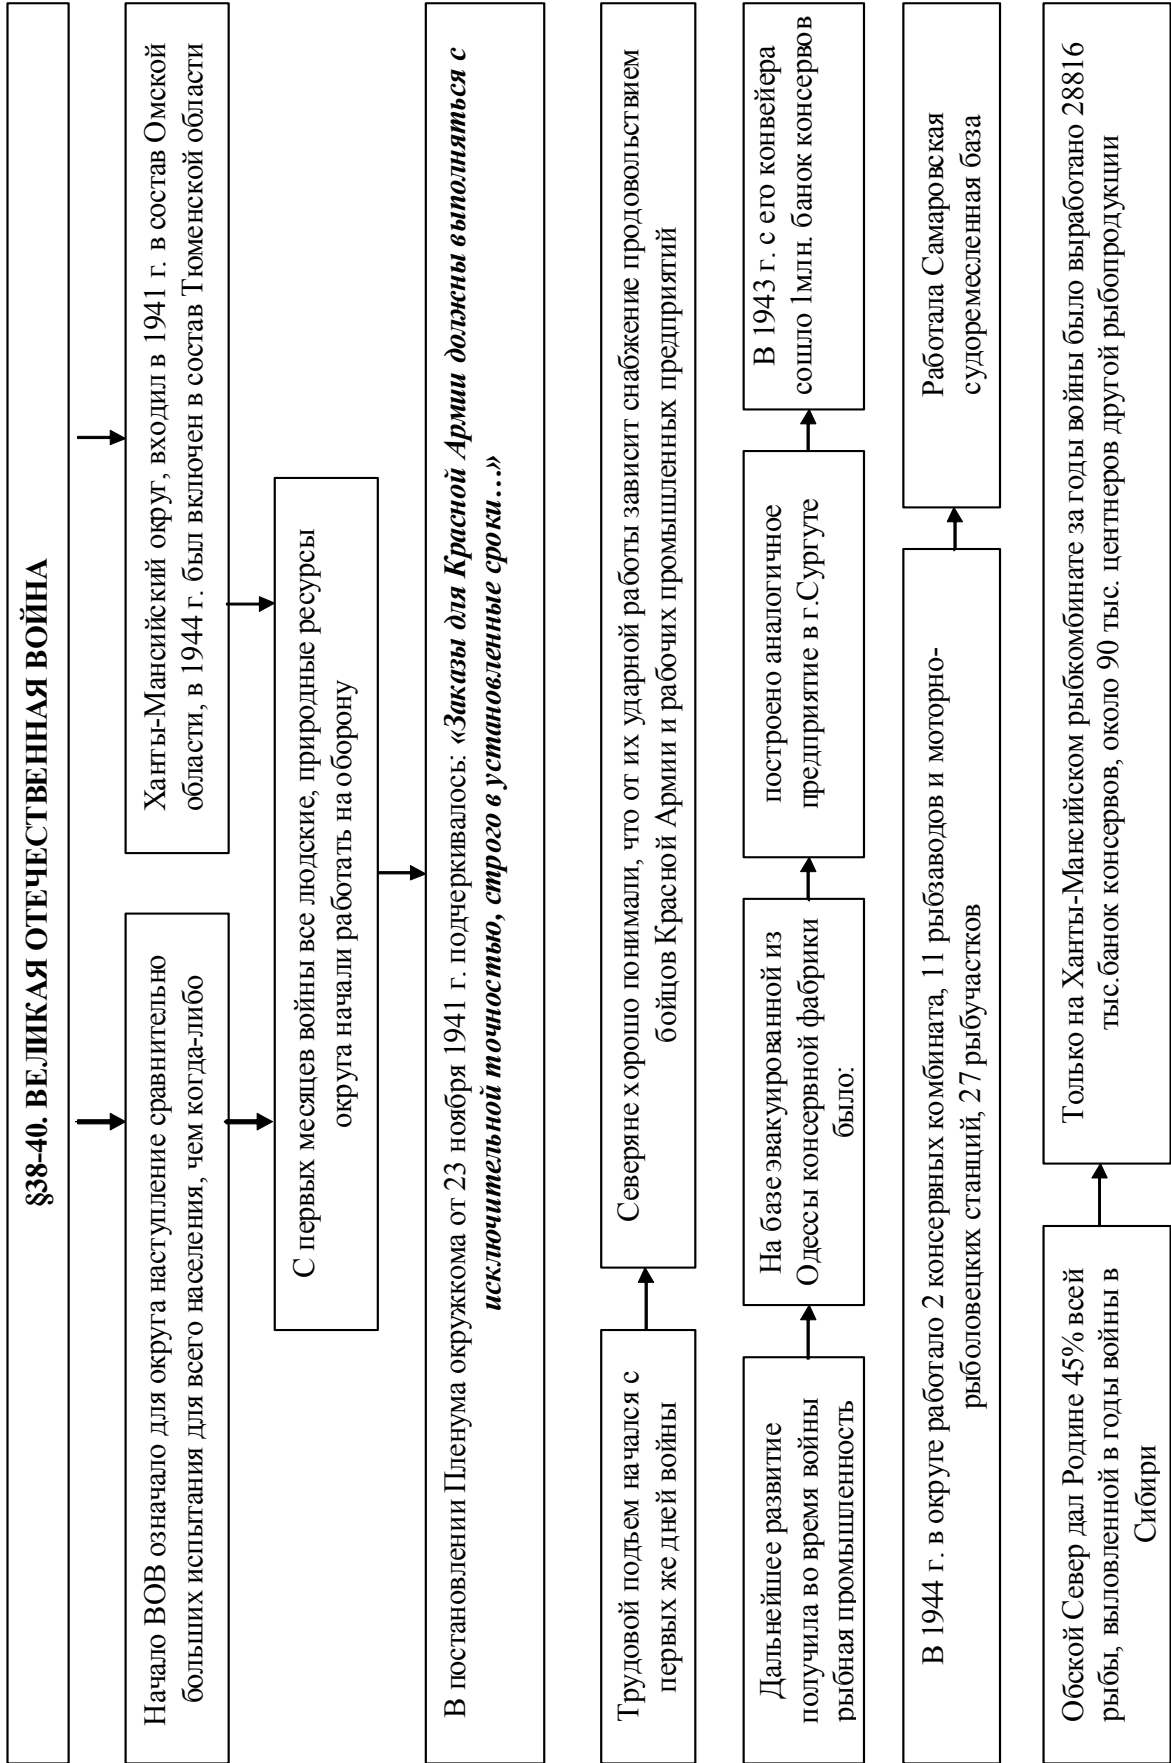 §38-40. ВЕЛИКАЯ ОТЕЧЕСТВЕННАЯ ВОЙНА
Начало ВОВ означало для округа наступление сравнительно
больших испытания для всего населения, чем когда-либо
Ханты-Мансийский округ, входил в 1941 г. в состав Омской
области, в 1944 г. был включен в состав Тюменской области
С первых месяцев войны все людские, природные ресурсы
округа начали работать на оборону
В постановлении Пленума окружкома от 23 ноября 1941 г. подчеркивалось: «Заказы для Красной Армии должны выполняться с
исключительной точностью, строго в установленные сроки…»
Трудовой подъем начался с
первых же дней войны
Северяне хорошо понимали, что от их ударной работы зависит снабжение продовольствием
бойцов Красной Армии и рабочих промышленных предприятий
Дальнейшее развитие
получила во время войны
рыбная промышленность
На базе эвакуированной из
Одессы консервной фабрики
было:
построено аналогичное
предприятие в г.Сургуте
В 1943 г. с его конвейера
сошло 1млн. банок консервов
В 1944 г. в округе работало 2 консервных комбината, 11 рыбзаводов и моторно-
рыболовецких станций, 27 рыбучастков
Работала Самаровская
судоремесленная база
Обской Север дал Родине 45% всей
рыбы, выловленной в годы войны в
Сибири
Только на Ханты-Мансийском рыбкомбинате за годы войны было выработано 28816
тыс.банок консервов, около 90 тыс. центнеров другой рыбопродукции